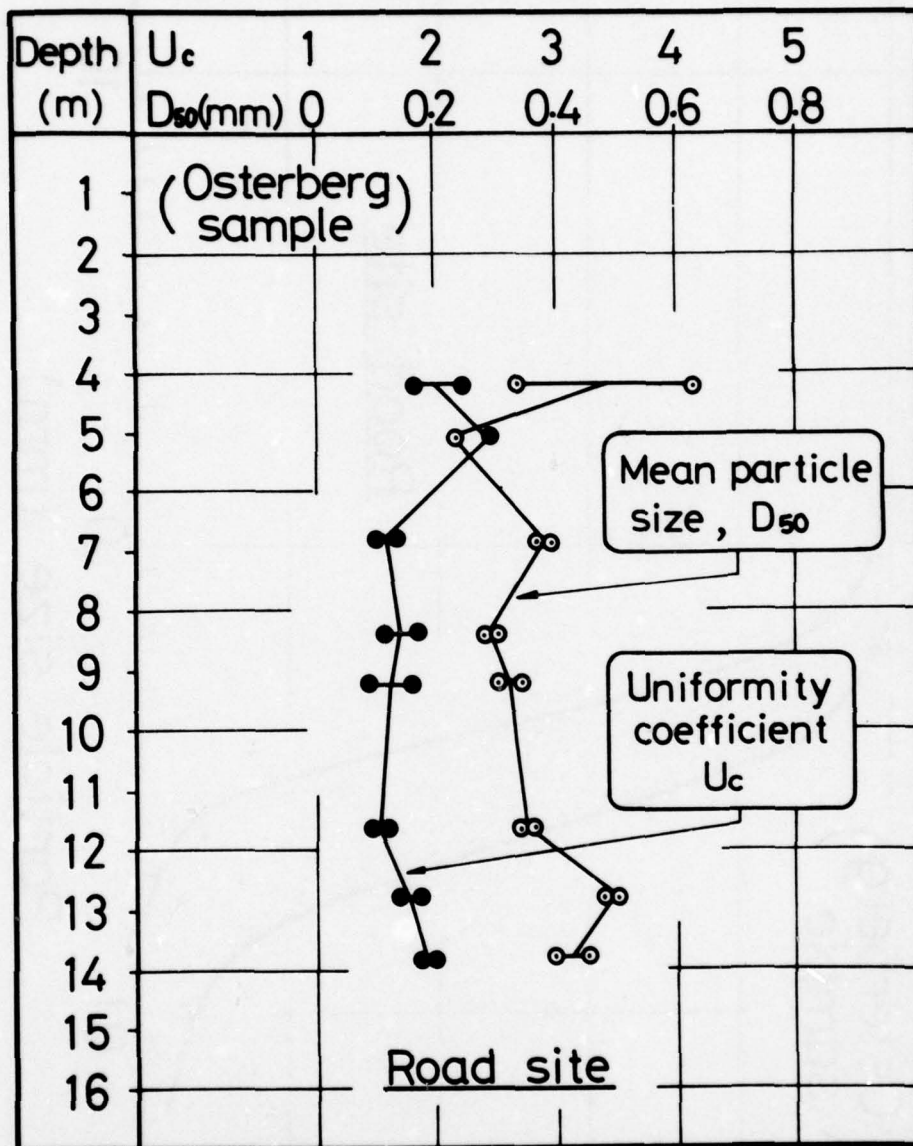 Depth Uc 1 2 3 4 5
(m) D50(mm) 0 0.2 0.4 0.6 0.8
(Osterberg
sample)
1
2
3
4
5
6
7
8
9
10
11
12
13
14
15
16
Mean particle
size, D50
Uniformity
coefficient
Uc
Road site